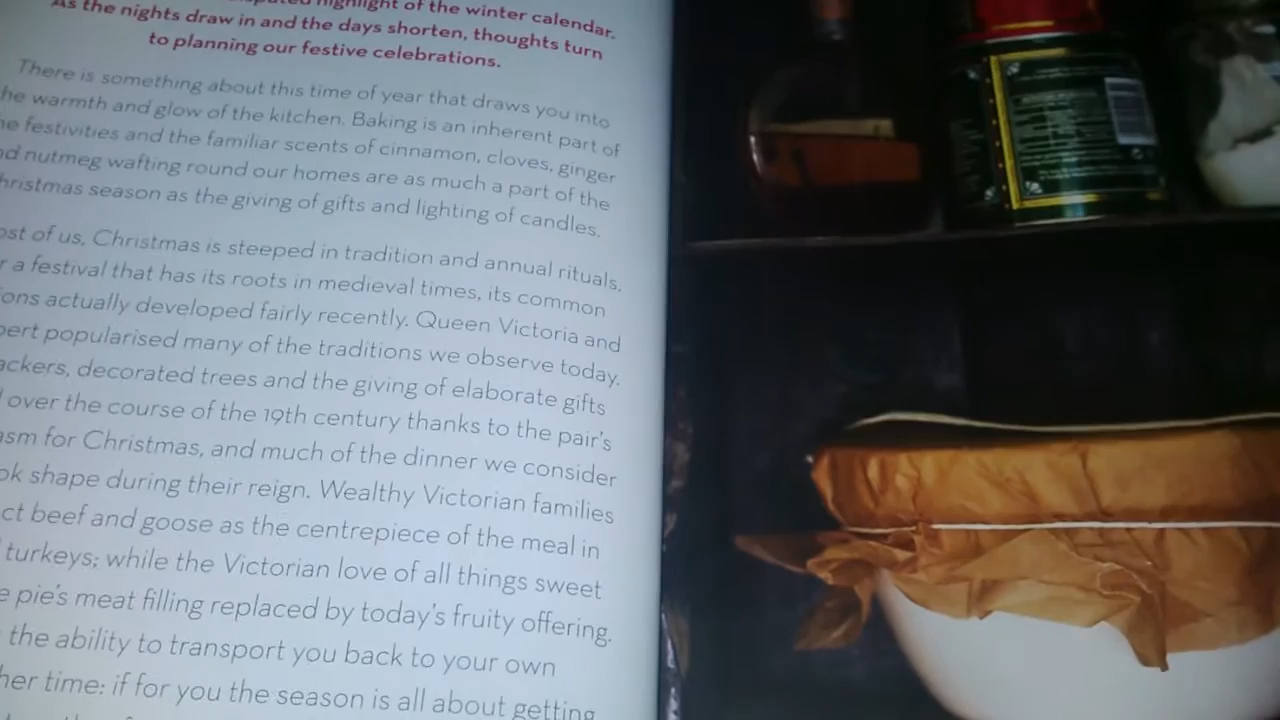 highlight of the winter calendar.
As the nights draw in and the days shorten, thoughts turn
to planning our festive celebrations.
There is something about this time of year that draws you into
he warmth and glow of the kitchen. Baking is an inherent part of
he festivities and the familiar scents of cinnamon, cloves, ginger
nd nutmeg wafting round our homes are as much a part of the
hristmas season as the giving of gifts and lighting of candles.
ost of us, Christmas is steeped in tradition and annual rituals.
r a festival that has its roots in medieval times, its common
ions actually developed fairly recently. Queen Victoria and
bert popularised many of the traditions we observe today.
ackers, decorated trees and the giving of elaborate gifts
over the course of the 19th century thanks to the pair's
asm for Christmas, and much of the dinner we consider
ok shape during their reign. Wealthy Victorian families
ct beef and goose as the centrepiece of the meal in
turkeys; while the Victorian love of all things sweet
e pie's meat filling replaced by today's fruity offering.
the ability to transport you back to your own
her time: if for you the season is all about getting